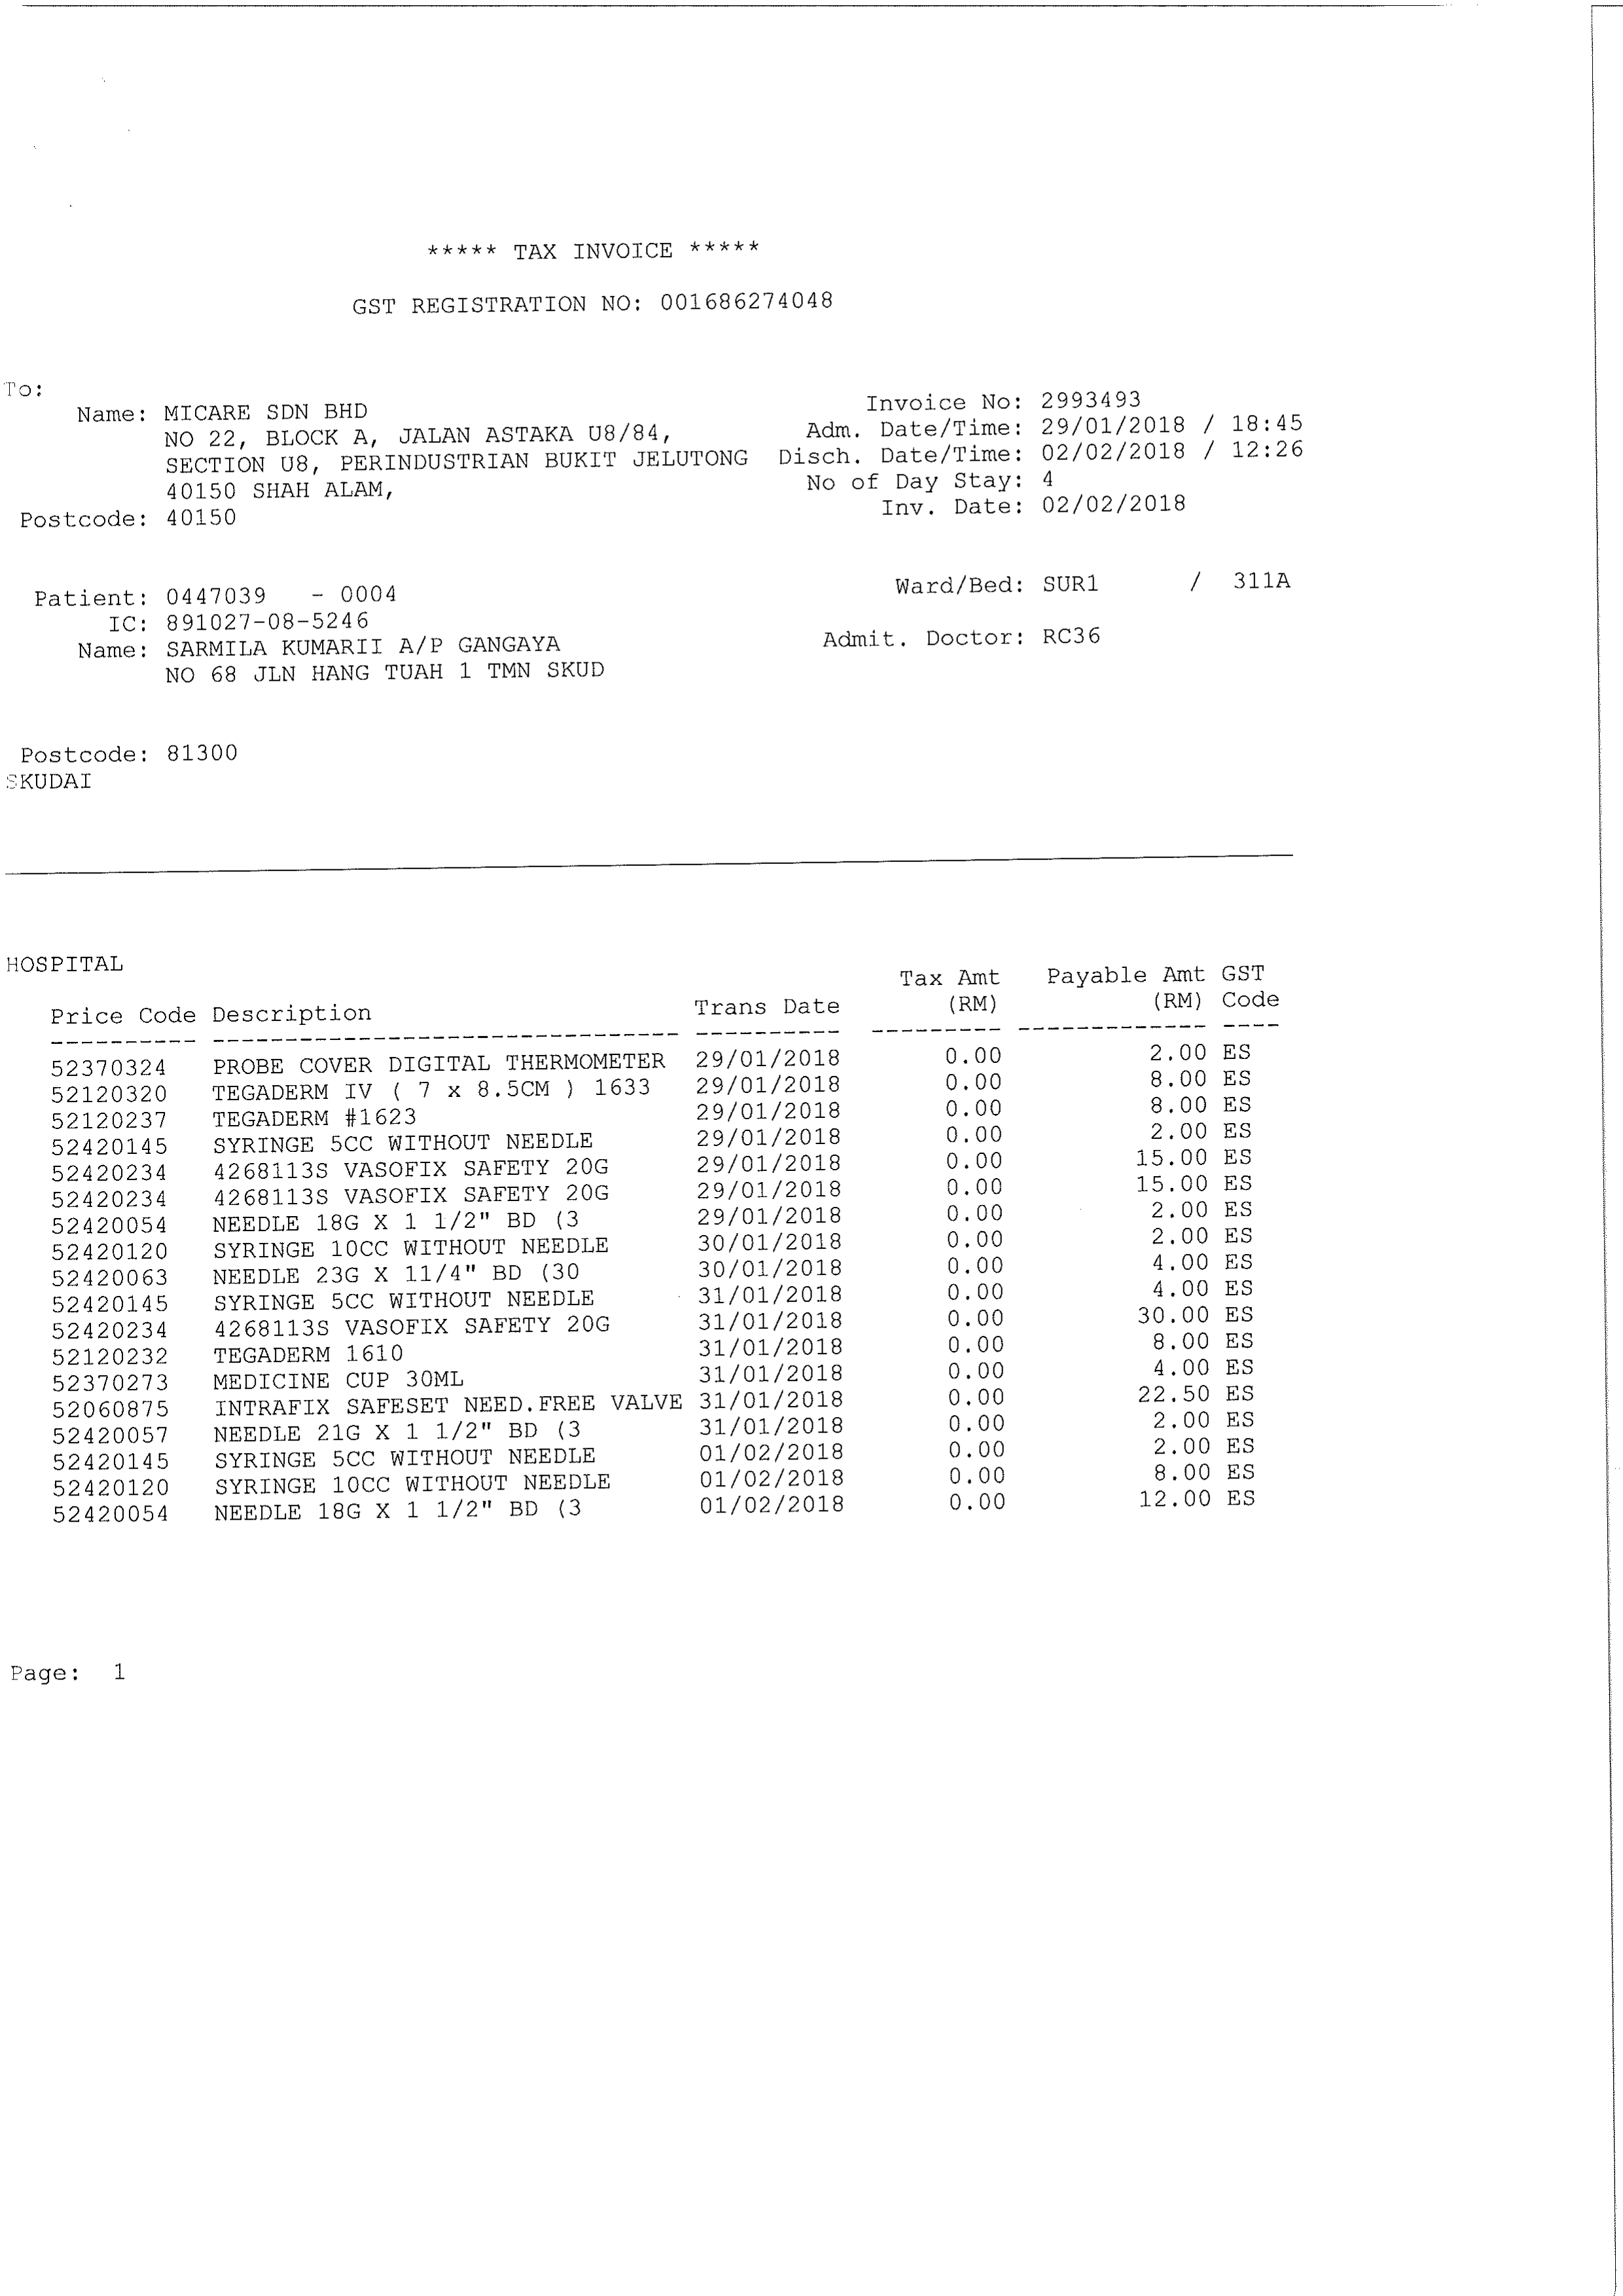 ***** TAX INVOICE *****
GST REGISTRATION NO: 001686274048
To:
Name: MICARE SDN BHD Invoice No: 2993493
NO 22, BLOCK A, JALAN ASTAKA U8/84, Adm. Date/Time: 29/01/2018 / 18:45
SECTION U8, PERINDUSTRIAN BUKIT JELUTONG Disch. Date/Time: 02/02/2018 / 12:26
40150 SHAH ALAM, No of Day Stay: 4
Postcode: 40150 Inv. Date: 02/02/2018
Patient: 0447039 - 0004 Ward/Bed: SUR1 / 311A
IC: 891027-08-5246
Name: SARMILA KUMARII A/P GANGAYA Admit. Doctor: RC36
NO 68 JLN HANG TUAH 1 TMN SKUD
Postcode: 81300
SKUDAI
HOSPITAL
Tax Amt Payable Amt GST
Price Code Description Trans Date (RM) (RM) Code
---------- -------------------------------- ---------- --------- ------------- ----
52370324 PROBE COVER DIGITAL THERMOMETER 29/01/2018 0.00 2.00 ES
52120320 TEGADERM IV ( 7 x 8.5CM ) 1633 29/01/2018 0.00 8.00 ES
52120237 TEGADERM #1623 29/01/2018 0.00 8.00 ES
52420145 SYRINGE 5CC WITHOUT NEEDLE 29/01/2018 0.00 2.00 ES
52420234 4268113S VASOFIX SAFETY 20G 29/01/2018 0.00 15.00 ES
52420234 4268113S VASOFIX SAFETY 20G 29/01/2018 0.00 15.00 ES
52420054 NEEDLE 18G X 1 1/2" BD (3 29/01/2018 0.00 2.00 ES
52420120 SYRINGE 10CC WITHOUT NEEDLE 30/01/2018 0.00 2.00 ES
52420063 NEEDLE 23G X 11/4" BD (30 30/01/2018 0.00 4.00 ES
52420145 SYRINGE 5CC WITHOUT NEEDLE 31/01/2018 0.00 4.00 ES
52420234 4268113S VASOFIX SAFETY 20G 31/01/2018 0.00 30.00 ES
52120232 TEGADERM 1610 31/01/2018 0.00 8.00 ES
52370273 MEDICINE CUP 30ML 31/01/2018 0.00 4.00 ES
52060875 INTRAFIX SAFESET NEED.FREE VALVE 31/01/2018 0.00 22.50 ES
52420057 NEEDLE 21G X 1 1/2" BD (3 31/01/2018 0.00 2.00 ES
52420145 SYRINGE 5CC WITHOUT NEEDLE 01/02/2018 0.00 2.00 ES
52420120 SYRINGE 10CC WITHOUT NEEDLE 01/02/2018 0.00 8.00 ES
52420054 NEEDLE 18G X 1 1/2" BD (3 01/02/2018 0.00 12.00 ES
Page: 1